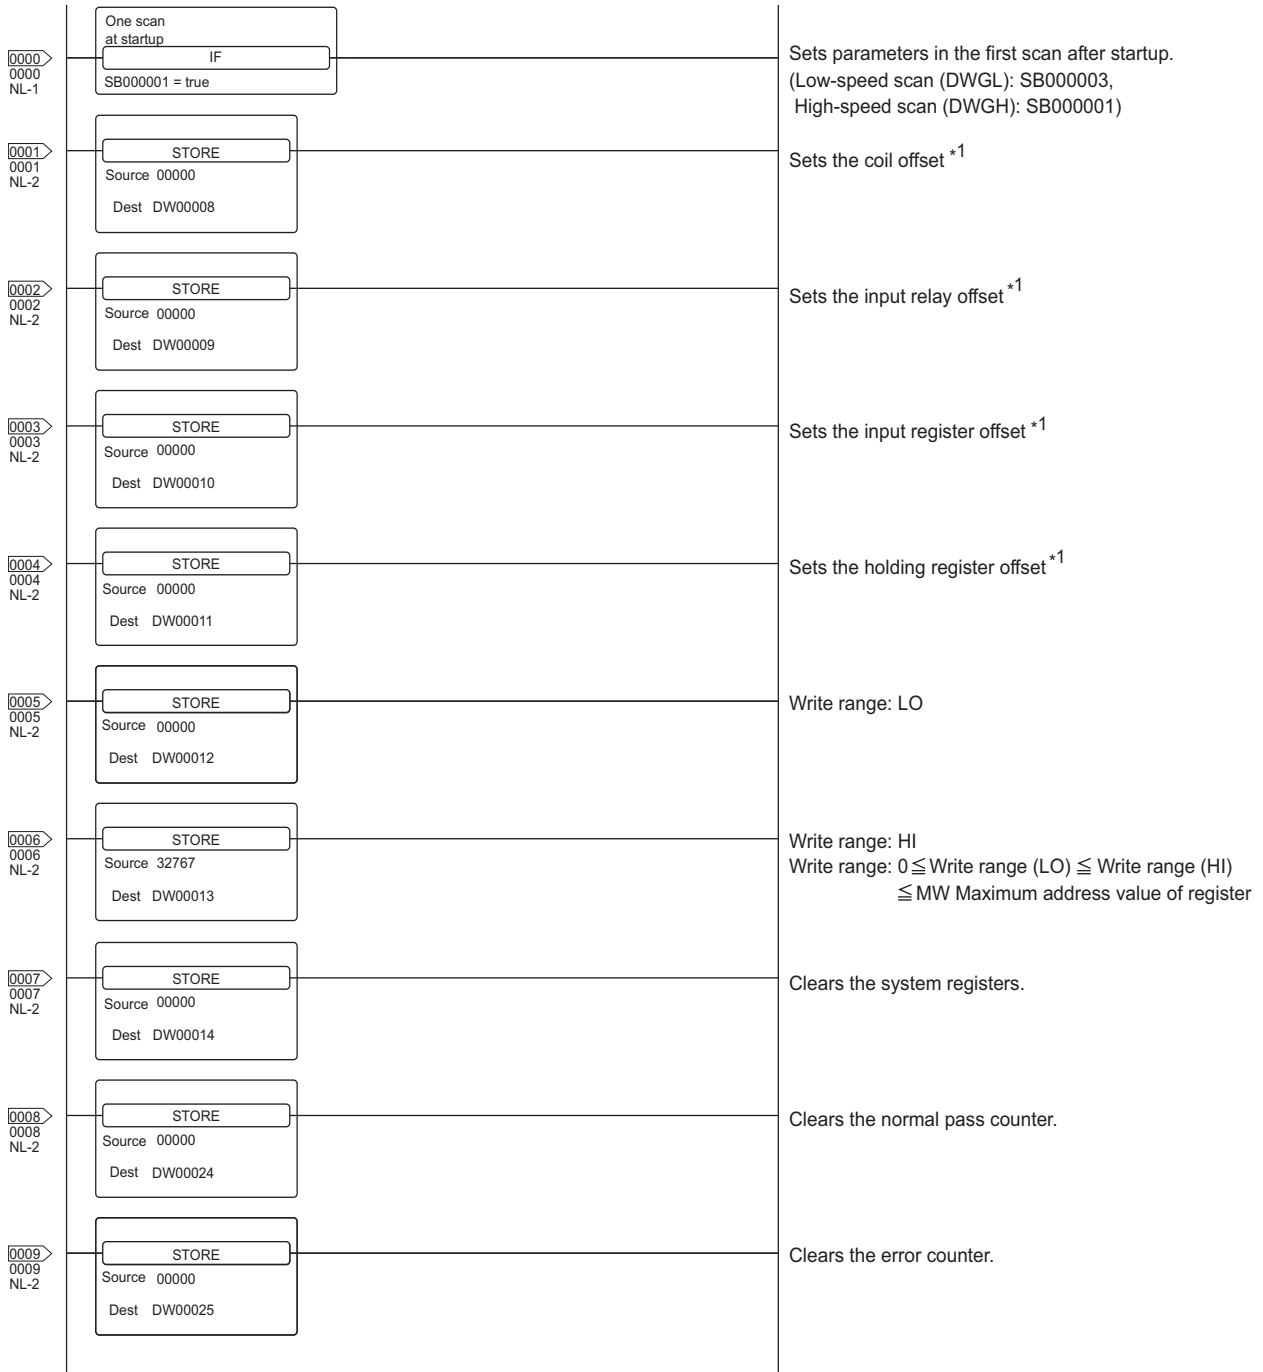 One scan
at startup
IF
SB000001 = true
0000
0000
NL-1
Sets parameters in the first scan after startup.
(Low-speed scan (DWGL): SB000003,
High-speed scan (DWGH): SB000001)
0001
0001
NL-2
STORE
Source 00000
Dest DW00008
Sets the coil offset *1
0002
0002
NL-2
STORE
Source 00000
Dest DW00009
Sets the input relay offset *1
0003
0003
NL-2
STORE
Source 00000
Dest DW00010
Sets the input register offset *1
0004
0004
NL-2
STORE
Source 00000
Dest DW00011
Sets the holding register offset *1
0005
0005
NL-2
STORE
Source 00000
Dest DW00012
Write range: LO
0006
0006
NL-2
STORE
Source 32767
Dest DW00013
Write range: HI
Write range: 0≦Write range (LO) ≦ Write range (HI)
≦MW Maximum address value of register
0007
0007
NL-2
STORE
Source 00000
Dest DW00014
Clears the system registers.
0008
0008
NL-2
STORE
Source 00000
Dest DW00024
Clears the normal pass counter.
0009
0009
NL-2
STORE
Source 00000
Dest DW00025
Clears the error counter.